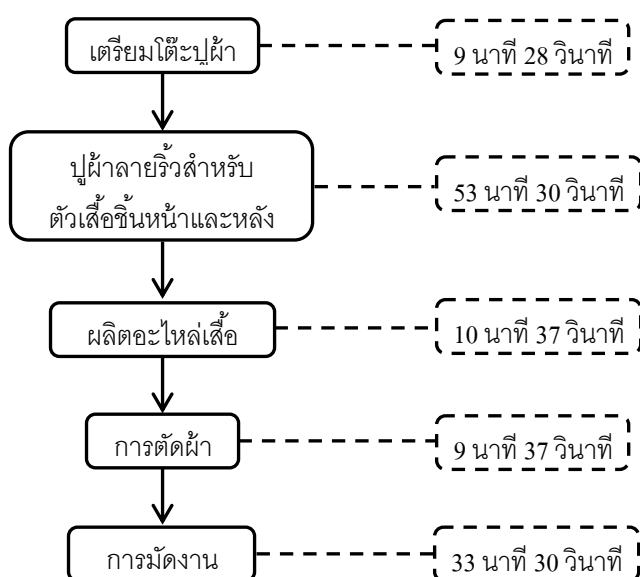 เตรียมโต๊ะปูผ้า
9 นาที 28 วินาที
ปูผ้าลายริ้วสำหรับ
ตัวเสื้อชิ้นหน้าและหลัง
53 นาที 30 วินาที
ผลิตอะไหล่เสื้อ
10 นาที 37 วินาที
การตัดผ้า
9 นาที 37 วินาที
การมัดงาน
33 นาที 30 วินาที